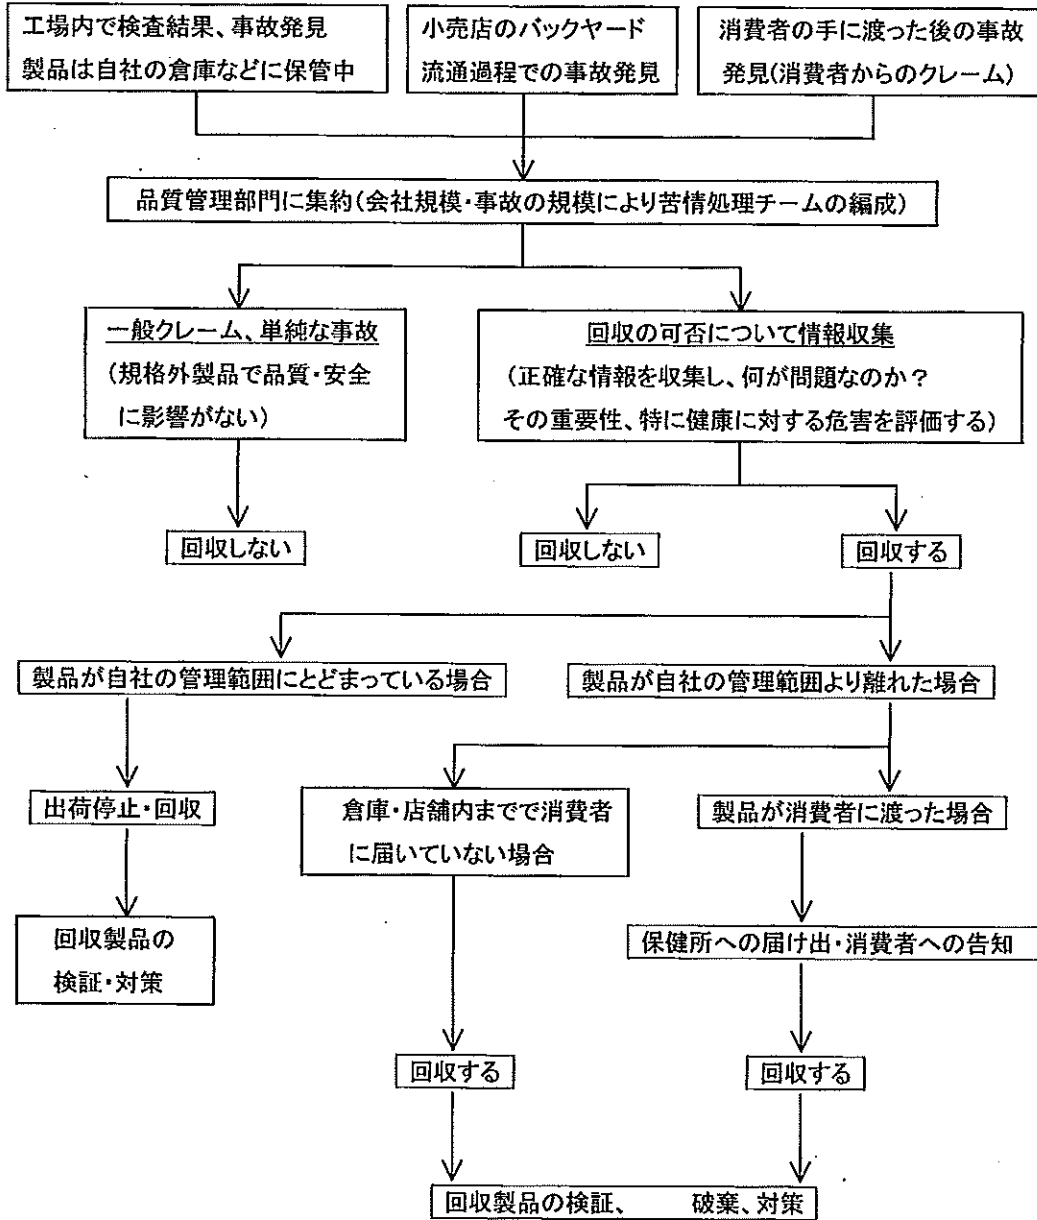 工場内で検査結果、事故発見
製品は自社の倉庫などに保管中
小売店のバックヤード
流通過程での事故発見
消費者の手に渡った後の事故
発見(消費者からのクレーム)
品質管理部門に集約(会社規模・事故の規模により苦情処理チームの編成)
一般クレーム、単純な事故
(規格外製品で品質・安全
に影響がない)
回収の可否について情報収集
(正確な情報を収集し、何が問題なのか?
その重要性、特に健康に対する危害を評価する)
回収しない
回収しない
回収する
製品が自社の管理範囲にとどまっている場合
製品が自社の管理範囲より離れた場合
出荷停止・回収
倉庫・店舗内までで消費者
に届いていない場合
製品が消費者に渡った場合
回収製品の
検証・対策
保健所への届け出・消費者への告知
回収する
回収する
回収製品の検証、 破棄、対策